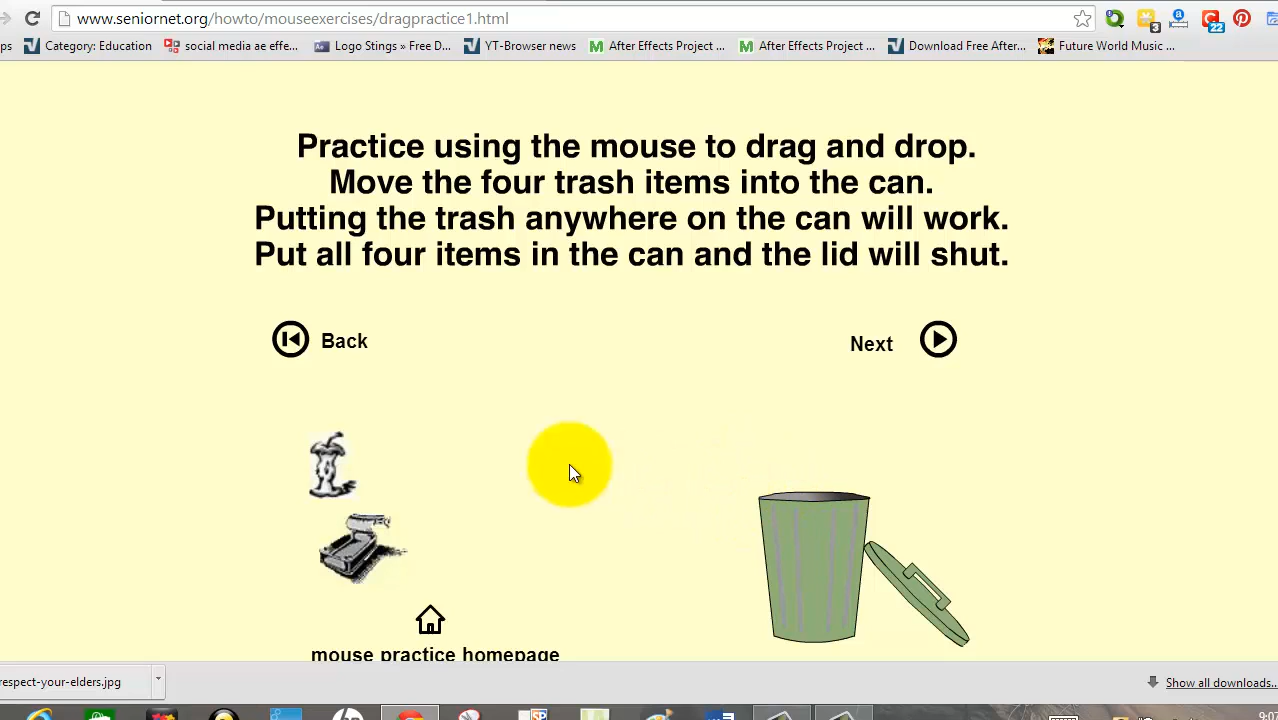 www.seniornet.org/howto/mouseexercises/dragpractice1.html
3
22
ps Category: Education social media ae effe... Logo Stings » Free D... YT-Browser news After Effects Project ... After Effects Project ... Download Free After... Future World Music ...
Practice using the mouse to drag and drop.
Move the four trash items into the can.
Putting the trash anywhere on the can will work.
Put all four items in the can and the lid will shut.
Back
Next
mouse practice homepage
respect-your-elders.jpg
Show all downloads...